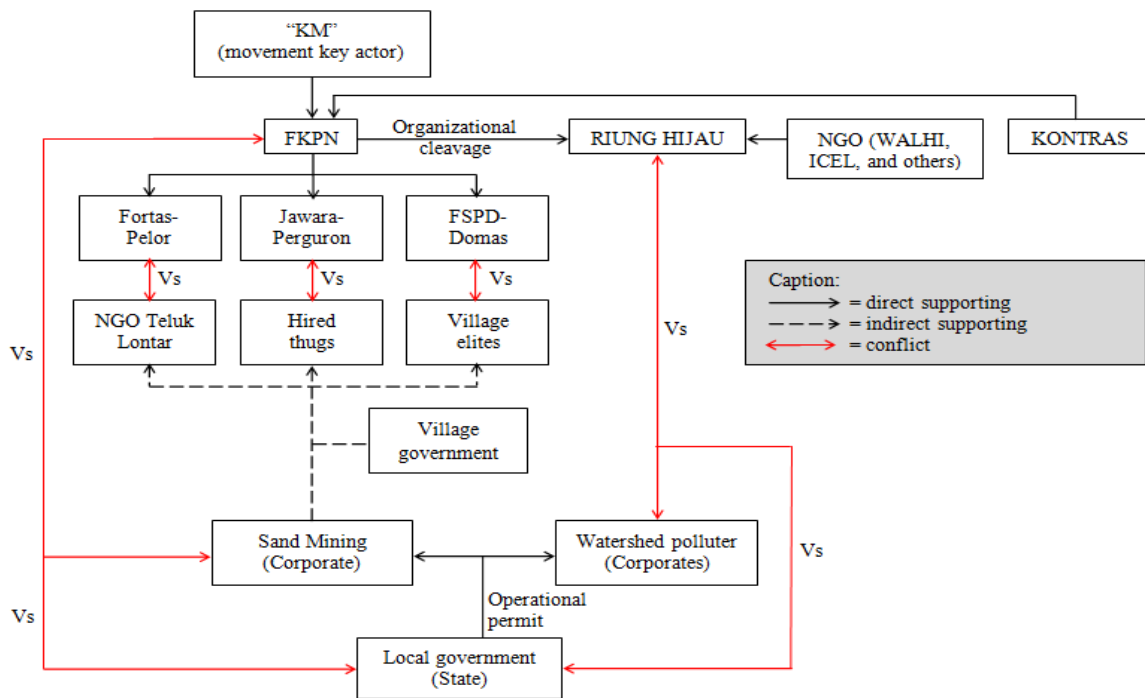 “KM”
(movement key actor)
FKPN
Organizational
cleavage
RIUNG HIJAU
NGO (WALHI,
ICEL, and others)
KONTRAS
Fortas-
Pelor
Jawara-
Perguron
FSPD-
Domas
Vs
Vs
Vs
NGO Teluk
Lontar
Hired
thugs
Village
elites
Vs
Vs
Caption:
= direct supporting
= indirect supporting
= conflict
Village
government
Sand Mining
(Corporate)
Watershed polluter
(Corporates)
Vs
Vs
Operational
permit
Local government
(State)